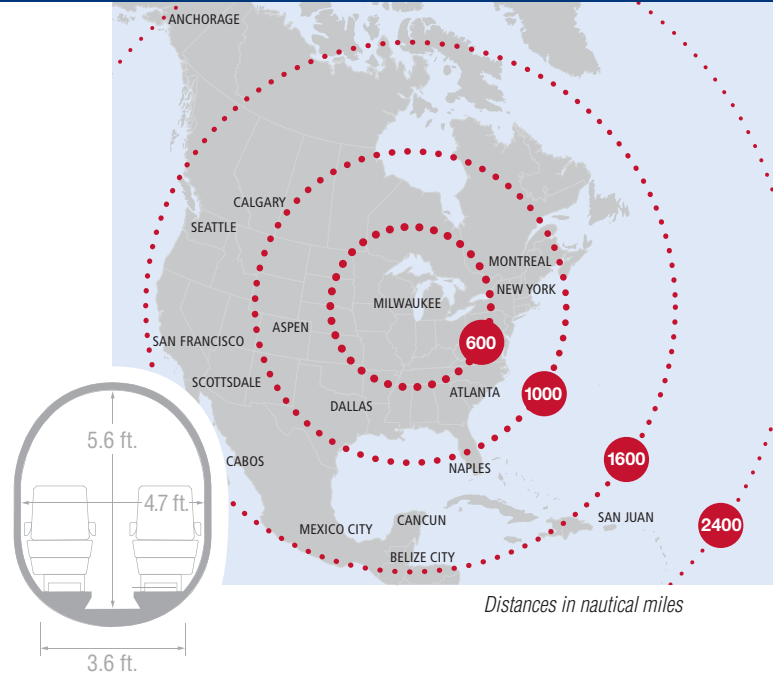 ANCHORAGE
CALGARY
SEATTLE
MONTREAL
NEW YORK
MILWAUKEE
ASPEN
SAN FRANCISCO
600
SCOTTSDALE
ATLANTA
1000
DALLAS
5.6 ft.
CABOS
1600
NAPLES
4.7 ft.
SAN JUAN
CANCUN
MEXICO CITY
2400
BELIZE CITY
Distances in nautical miles
3.6 ft.